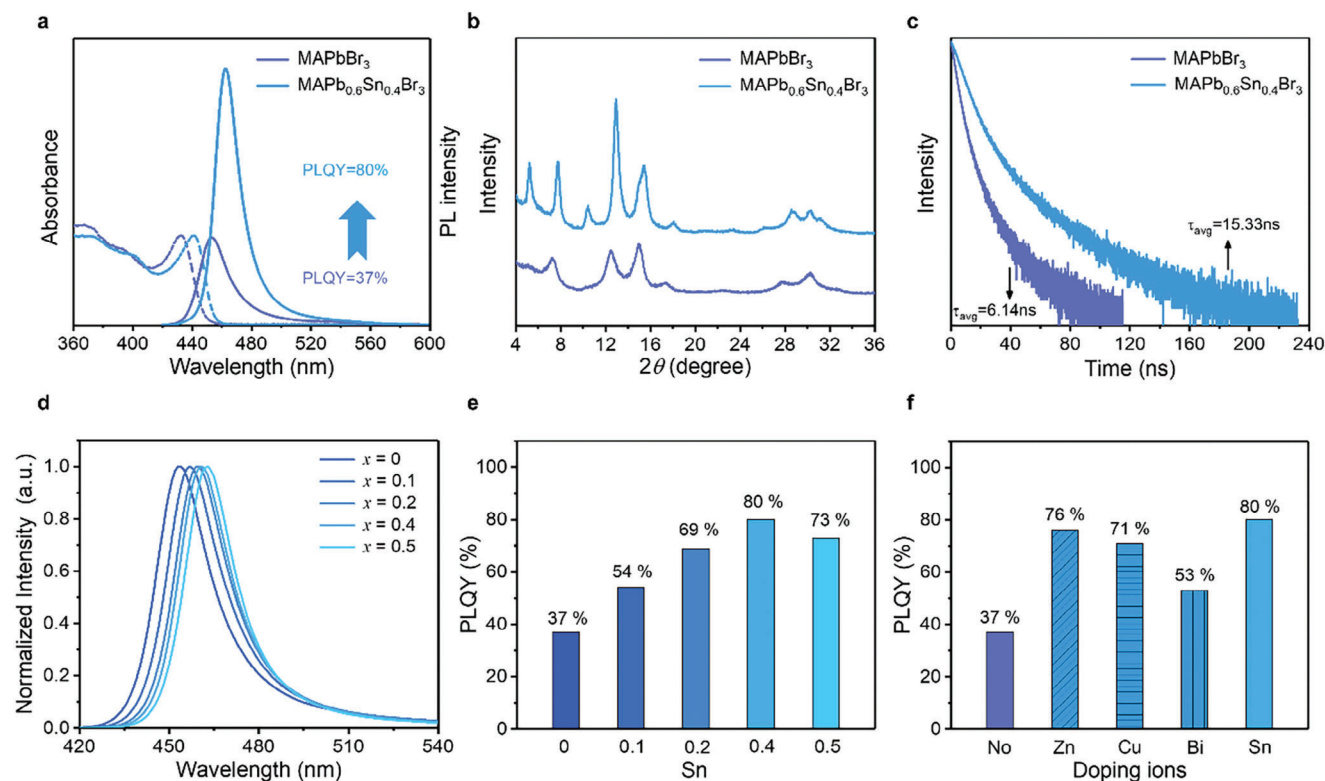 a
MAPbBr₃
MAPb₀.₆Sn₀.₄Br₃
PLQY=80%
PLQY=37%
Absorbance
PL intensity
360 400 440 480 520 560 600
Wavelength (nm)
b
MAPbBr₃
MAPb₀.₆Sn₀.₄Br₃
Intensity
4 8 12 16 20 24 28 32 36
2θ (degree)
c
MAPbBr₃
MAPb₀.₆Sn₀.₄Br₃
τavg=15.33ns
τavg=6.14ns
Intensity
0 40 80 120 160 200 240
Time (ns)
d
x = 0
x = 0.1
x = 0.2
x = 0.4
x = 0.5
Normalized Intensity (a.u.)
1.0
0.8
0.6
0.4
0.2
0.0
420 450 480 510 540
Wavelength (nm)
e
PLQY (%)
100
80
60
40
20
0
37 %
54 %
69 %
80 %
73 %
0 0.1 0.2 0.4 0.5
Sn
f
PLQY (%)
100
80
60
40
20
0
37 %
76 %
71 %
53 %
80 %
No Zn Cu Bi Sn
Doping ions